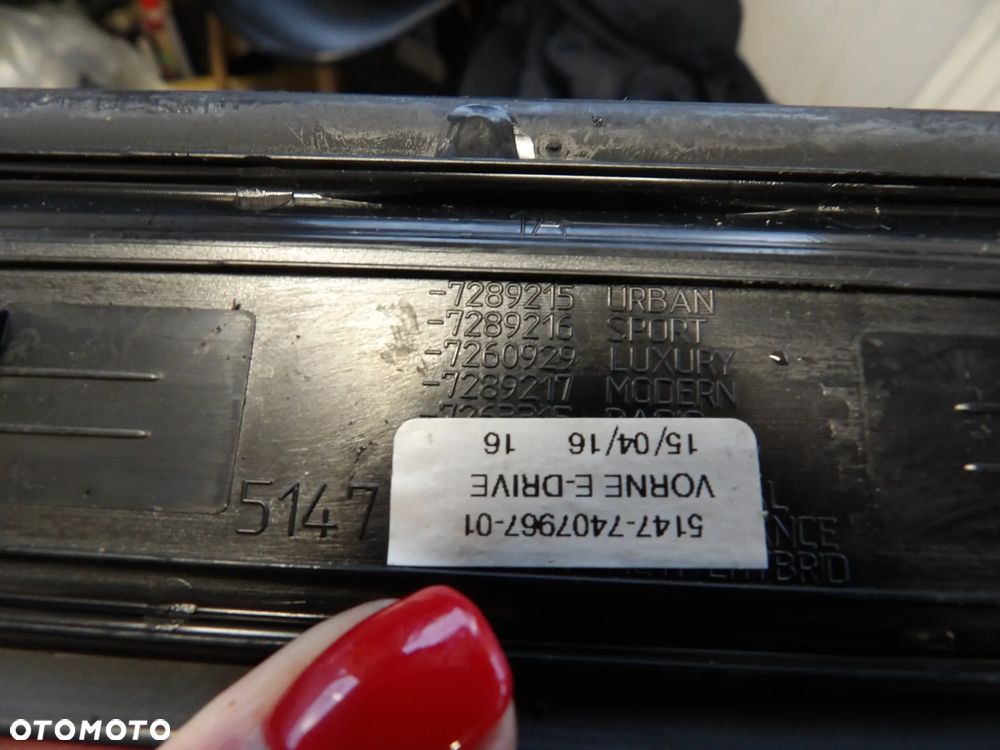 -7289215 URBAN
-7289216 SPORT
-7260929 LUXURY
-7289217 MODERN
5147
5147-7407967-01
VORNE E-DRIVE
15/04/16 16
OTOMOTO